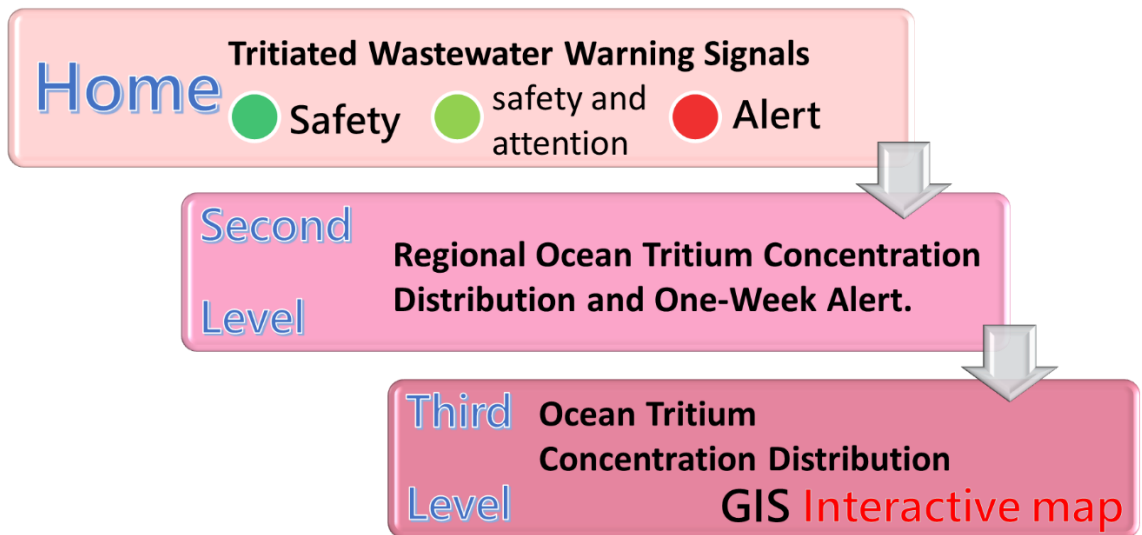 Home
Tritiated Wastewater Warning Signals
Safety
safety and
attention
Alert
Second
Level
Regional Ocean Tritium Concentration
Distribution and One-Week Alert.
Third
Level
Ocean Tritium
Concentration Distribution
GIS Interactive map